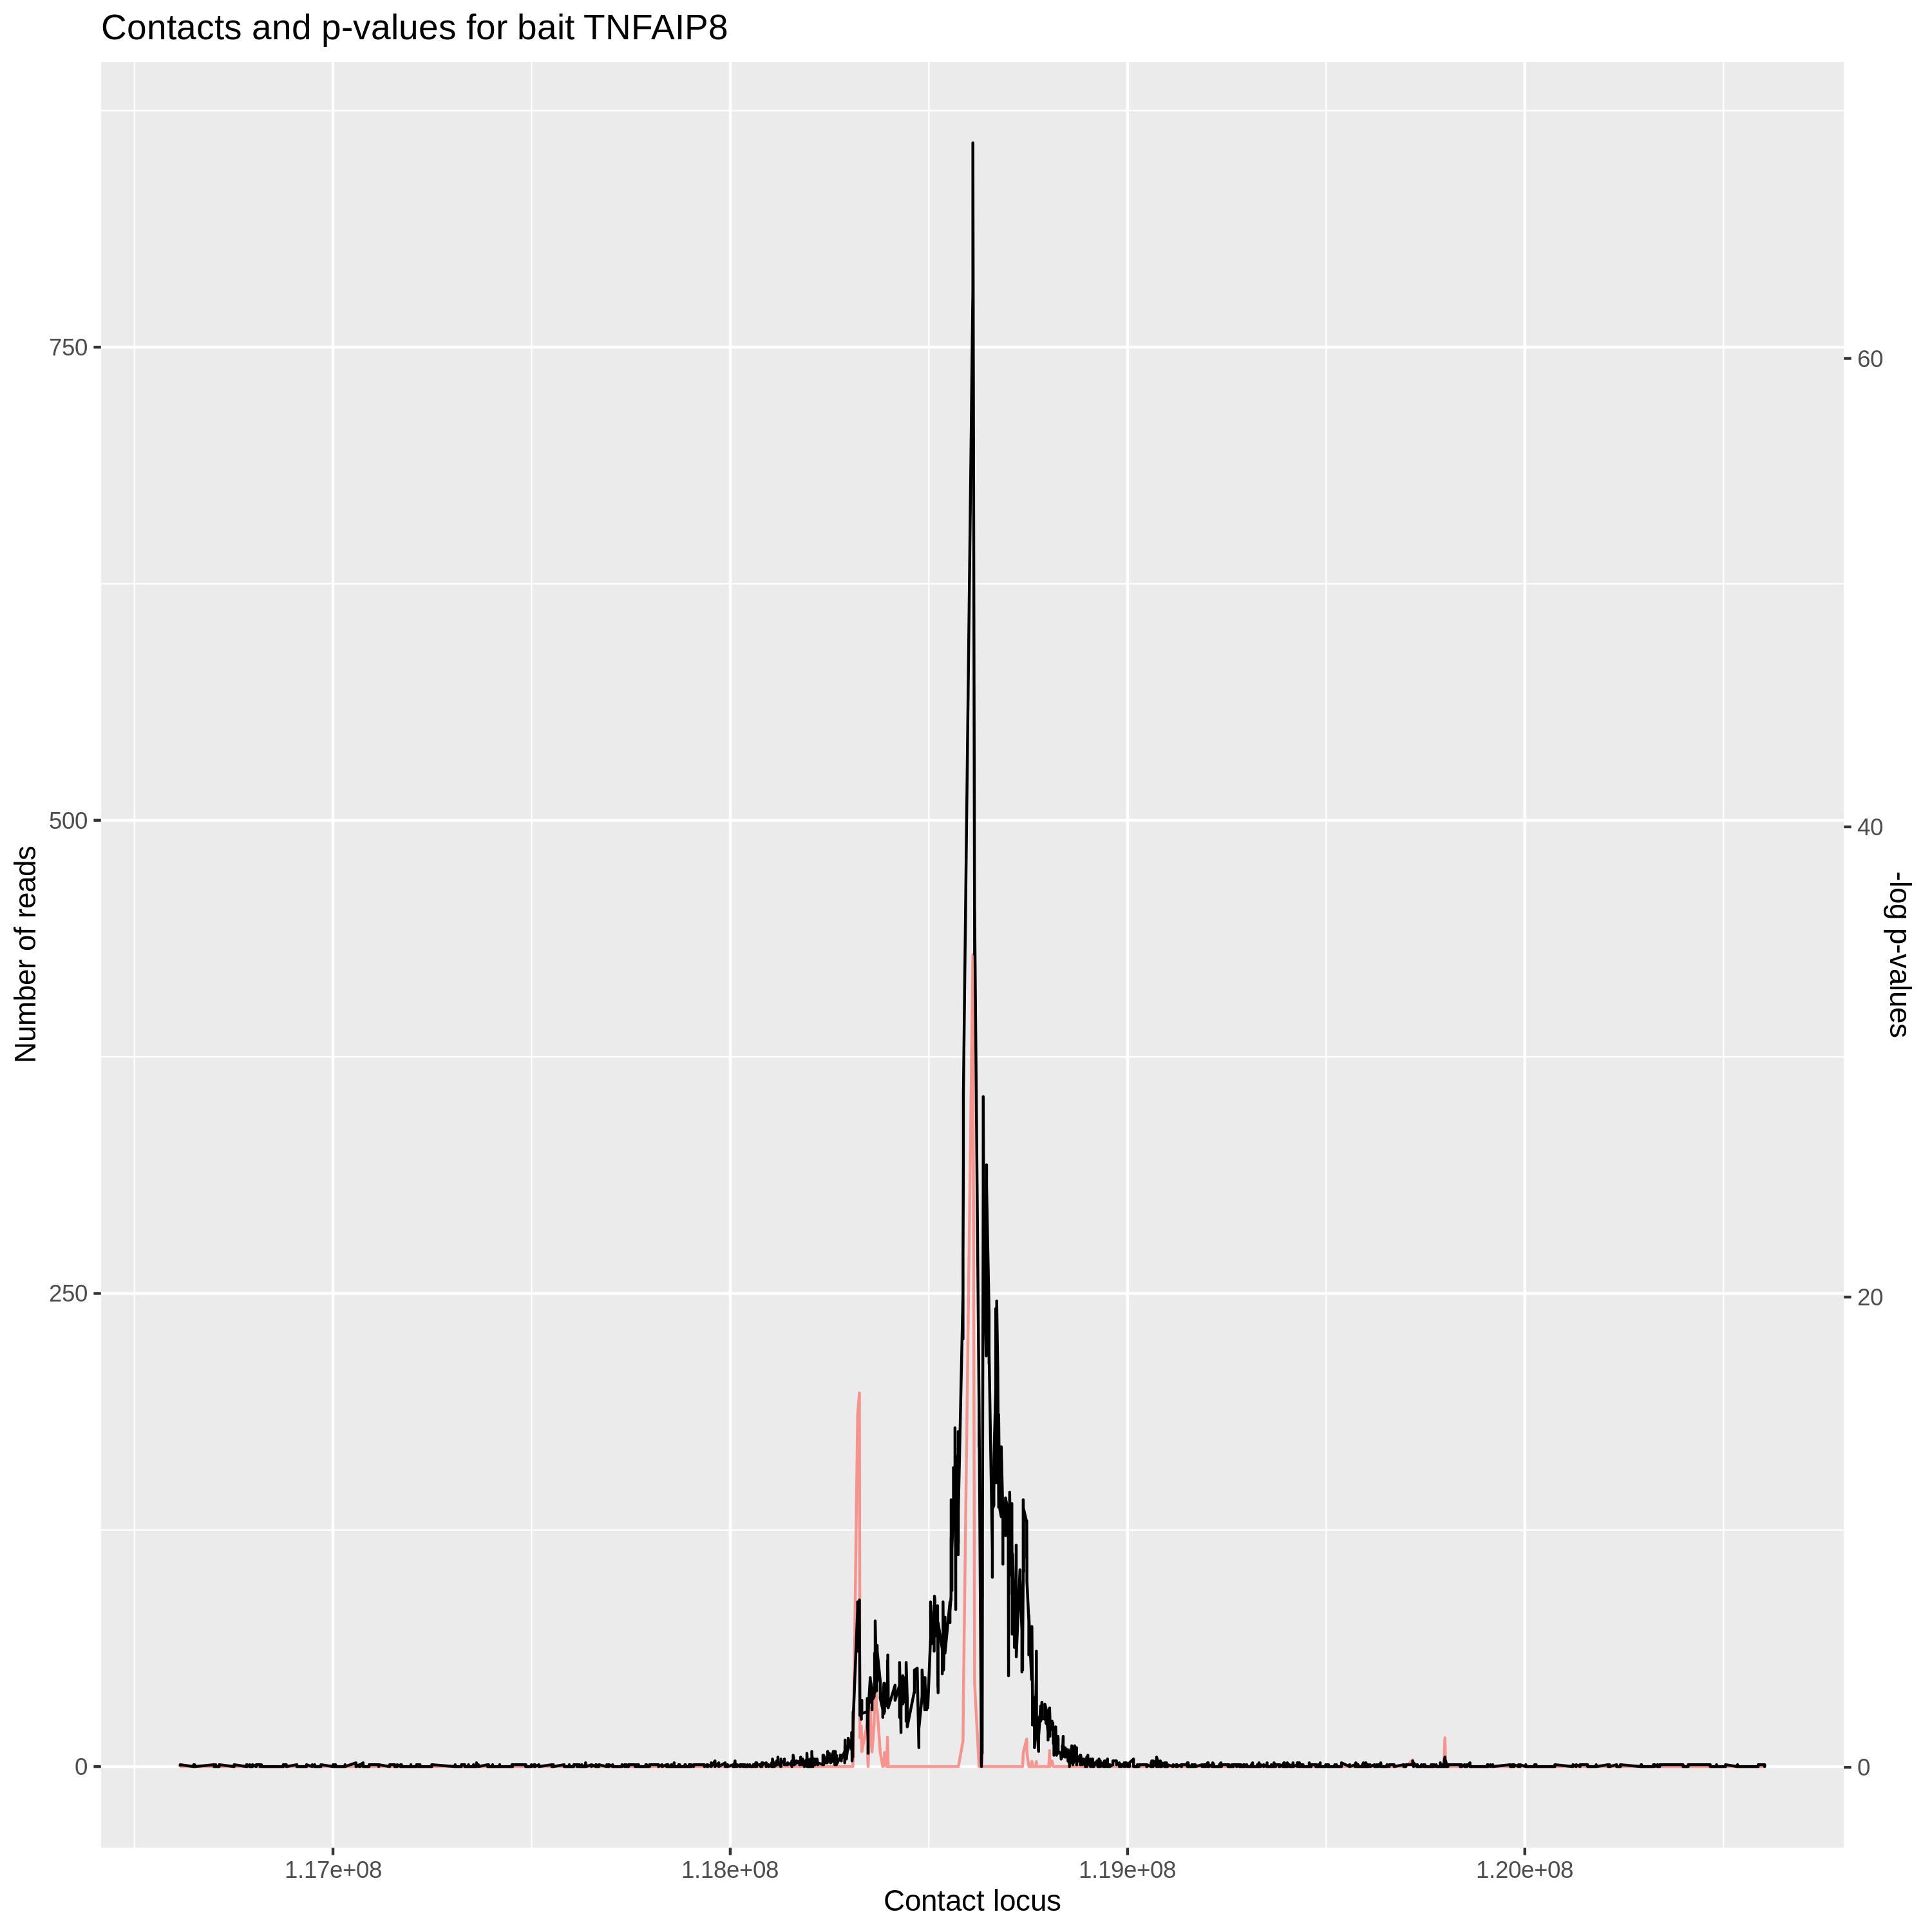 Contacts and p-values for bait TNFAIP8
Number of reads
750
500
250
0
60
40
20
0
-log p-values
1.17e+08
1.18e+08
1.19e+08
1.20e+08
Contact locus